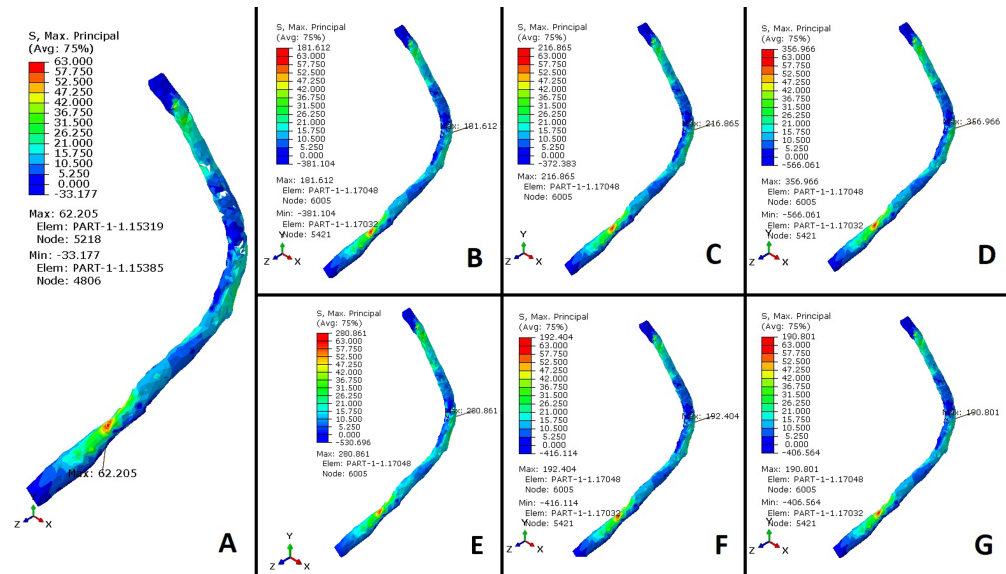 S, Max. Principal
(Avg: 75%)
63.000
57.750
52.500
47.250
42.000
36.750
31.500
26.250
21.000
15.750
10.500
5.250
0.000
-33.177
Max: 62.205
Elem: PART-1-1.15319
Node: 5218
Min: -33.177
Elem: PART-1-1.15385
Node: 4806
Max: 62.205
Y
Z X
A
S, Max. Principal
(Avg: 75%)
181.612
63.000
57.750
52.500
47.250
42.000
36.750
31.500
26.250
21.000
15.750
10.500
5.250
0.000
-381.104
Max: 181.612
Elem: PART-1-1.17048
Node: 6005
Min: -381.104
Elem: PART-1-1.17032
Node: 5421
Max: 181.612
Y
Z X
B
S, Max. Principal
(Avg: 75%)
216.865
63.000
57.750
52.500
47.250
42.000
36.750
31.500
26.250
21.000
15.750
10.500
5.250
0.000
-372.383
Max: 216.865
Elem: PART-1-1.17048
Node: 6005
Max: 216.865
Y
Z X
C
S, Max. Principal
(Avg: 75%)
356.966
63.000
57.750
52.500
47.250
42.000
36.750
31.500
26.250
21.000
15.750
10.500
5.250
0.000
-566.061
Max: 356.966
Elem: PART-1-1.17048
Node: 6005
Min: -566.061
Elem: PART-1-1.17032
Node: 5421
Max: 356.966
Y
Z X
D
S, Max. Principal
(Avg: 75%)
280.861
63.000
57.750
52.500
47.250
42.000
36.750
31.500
26.250
21.000
15.750
10.500
5.250
0.000
-530.696
Max: 280.861
Elem: PART-1-1.17048
Node: 6005
Max: 280.861
Y
Z X
E
S, Max. Principal
(Avg: 75%)
192.404
63.000
57.750
52.500
47.250
42.000
36.750
31.500
26.250
21.000
15.750
10.500
5.250
0.000
-416.114
Max: 192.404
Elem: PART-1-1.17048
Node: 6005
Min: -416.114
Elem: PART-1-1.17032
Node: 5421
Max: 192.404
Y
Z X
F
S, Max. Principal
(Avg: 75%)
190.801
63.000
57.750
52.500
47.250
42.000
36.750
31.500
26.250
21.000
15.750
10.500
5.250
0.000
-406.564
Max: 190.801
Elem: PART-1-1.17048
Node: 6005
Min: -406.564
Elem: PART-1-1.17032
Node: 5421
Max: 190.801
Y
Z X
G